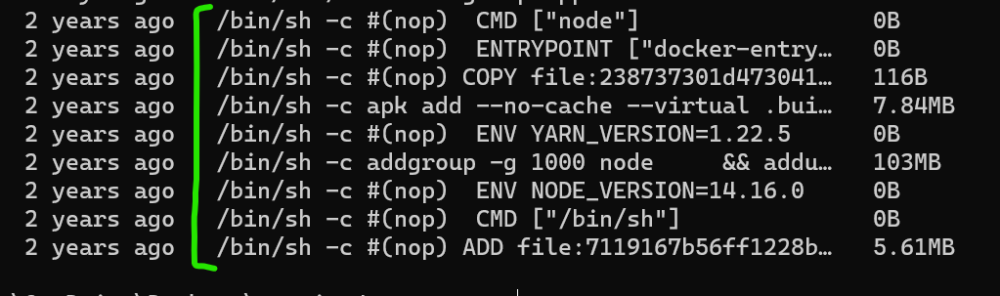 2 years ago /bin/sh -c #(nop)  CMD ["node"] 0B
2 years ago /bin/sh -c #(nop)  ENTRYPOINT ["docker-entry… 0B
2 years ago /bin/sh -c #(nop) COPY file:238737301d473041… 116B
2 years ago /bin/sh -c apk add --no-cache --virtual .bui… 7.84MB
2 years ago /bin/sh -c #(nop)  ENV YARN_VERSION=1.22.5 0B
2 years ago /bin/sh -c addgroup -g 1000 node     && addu… 103MB
2 years ago /bin/sh -c #(nop)  ENV NODE_VERSION=14.16.0 0B
2 years ago /bin/sh -c #(nop)  CMD ["/bin/sh"] 0B
2 years ago /bin/sh -c #(nop) ADD file:7119167b56ff1228b… 5.61MB